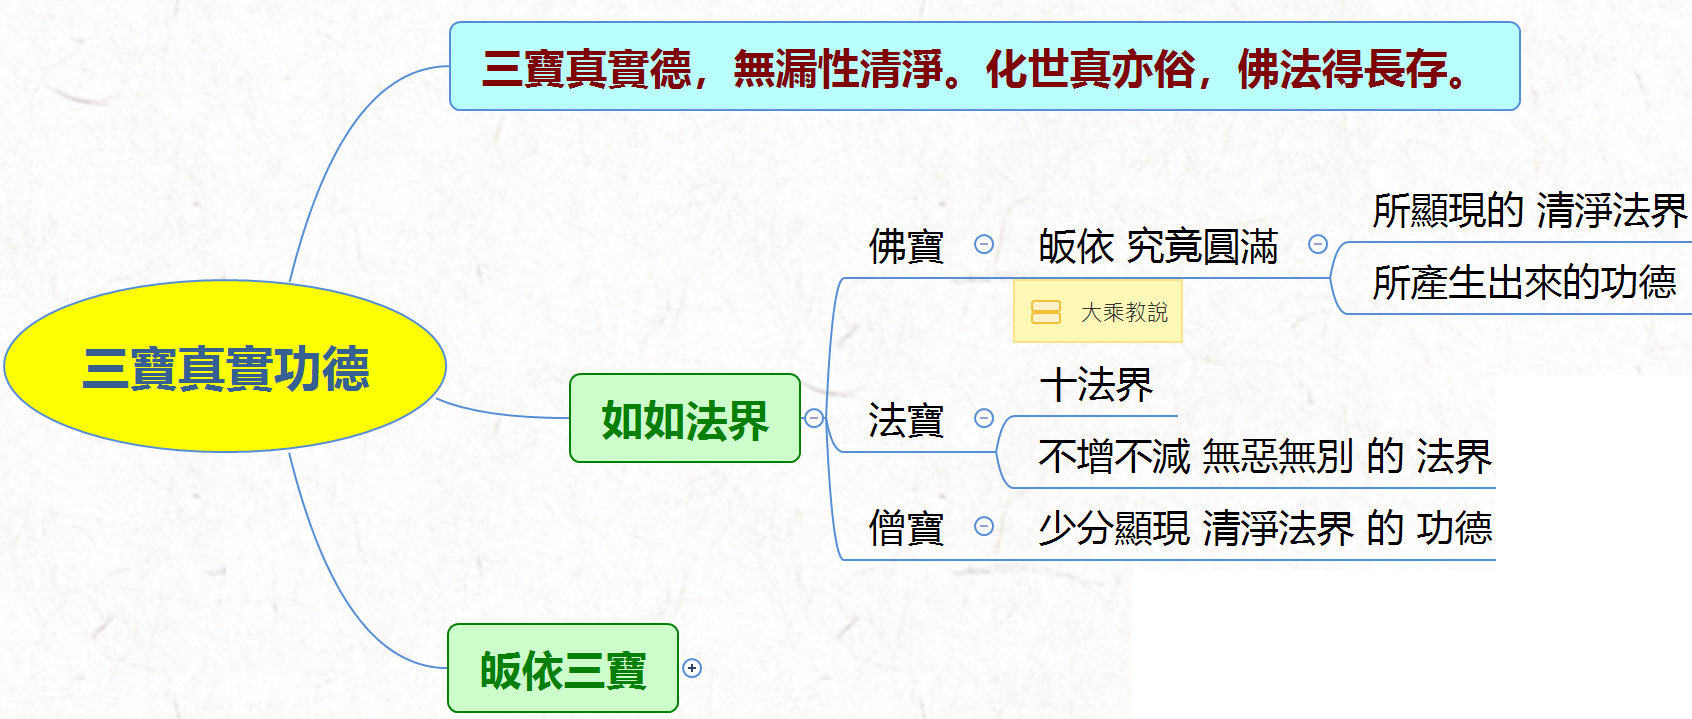 三寶真實德，無漏性清淨。化世真亦俗，佛法得長存。
三寶真實功德
如如法界
佛寶
皈依 究竟圓滿
所顯現的 清淨法界
所產生出來的功德
大乘教說
法寶
十法界
不增不減 無惡無別 的 法界
僧寶
少分顯現 清淨法界 的 功德
皈依三寶